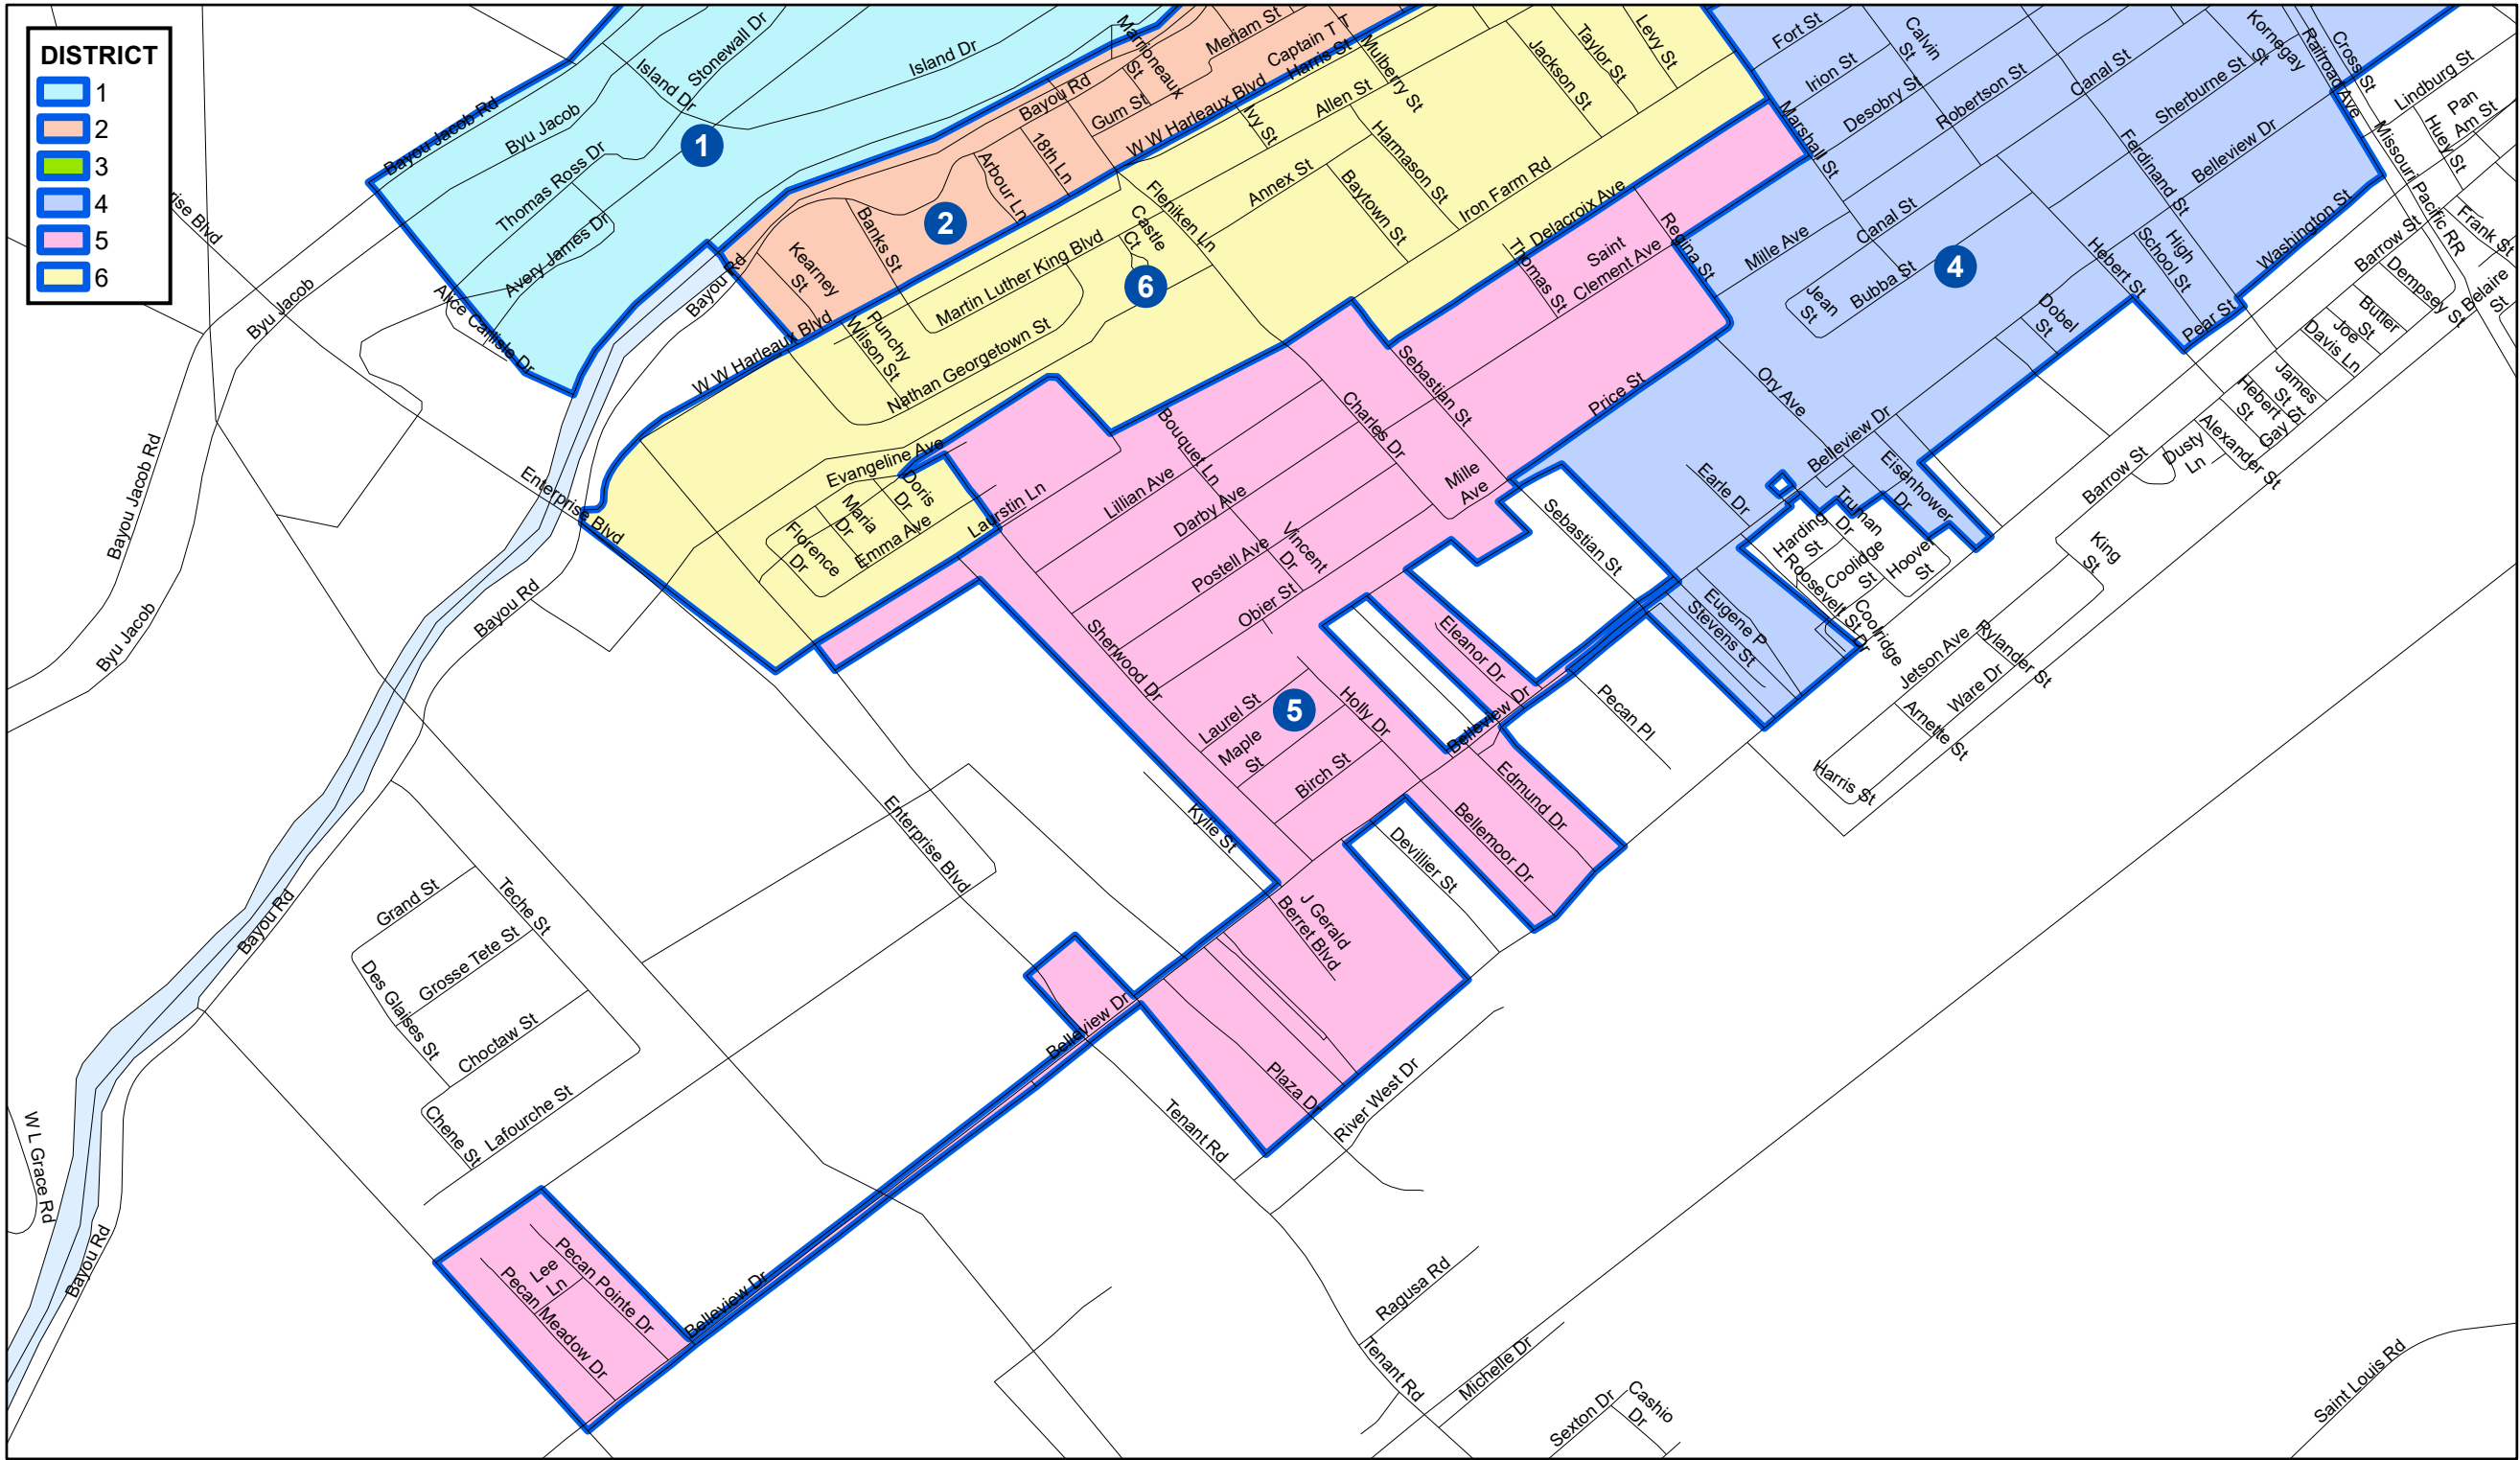 DISTRICT
1
2
3
4
5
6
Stonewall Dr
Island Dr
Island Dr
Bayou Jacob Rd
Byu Jacob
Thomas Ross Dr
Avery James Dr
Alice Carlisle Dr
1
rise Blvd
Byu Jacob
Bayou Jacob Rd
Byu Jacob
Marrioneaux
St
Meriam St
Captain T T
Harris St
Bayou Rd
Gum St
W W Harleaux Blvd
18th Ln
Arbour Ln
Banks St
2
Kearney
St
Bayou Rd
W W Harleaux Blvd
Mulberry St
Jackson St
Taylor St
Levy St
Allen St
Ivy St
Harmason St
Annex St
Baytown St
Iron Farm Rd
Fleniken Ln
Castle
Ct
Martin Luther King Blvd
6
Punchy
Wilson St
Nathan Georgetown St
Evangeline Ave
Doris
Dr
Maria
Dr
Florence
Dr
Emma Ave
Laurstin Ln
Enterprise Blvd
Fort St
Calvin
St
Irion St
Desobry St
Robertson St
Canal St
Kornegay
St
Railroad Ave
Cross St
Sherburne St
Belleview Dr
Marshall St
Ferdinand St
Missouri Pacific RR
Lindburg St
Pan
Am St
Huey St
Frank St
Barrow St
Dempsey St
Belaire
St
Butler
St
Joe
Davis Ln
James
St
Hebert
St
Gay St
Alexander St
Dusty
Ln
Barrow St
Washington St
Pear St
High
School St
Hebert St
Canal St
Mille Ave
4
Jean
St
Bubba St
Dobel
St
Ory Ave
Belleview Dr
Eisenhower
Dr
Earle Dr
Truman
Dr
Harding
St
Coolidge
St
Hoover
St
Roosevelt St
Coolridge
Dr
Eugene P
Stevens St
T Delacroix Ave
Saint
Clement Ave
Regina St
Thomas St
Price St
Sebastian St
Charles Dr
Mille
Ave
Sebastian St
Bouquet Ln
Lillian Ave
Darby Ave
Postell Ave
Vincent
Dr
Obier St
Sherwood Dr
Eleanor Dr
Laurel St
Maple
St
5
Holly Dr
Birch St
Belleview Dr
Edmund Dr
Bellemoor Dr
Pecan Pl
King
St
Jetson Ave
Rylander St
Ware Dr
Arnette St
Harris St
Kylie St
Enterprise Blvd
Devillier St
J Gerald
Berret Blvd
Belleview Dr
Plaza Dr
River West Dr
Tenant Rd
Bayou Rd
Bayou Rd
Grand St
Teche St
Grosse Tete St
Des Glaises St
Choctaw St
Chene St
Lafourche St
W L Grace Rd
Bayou Rd
Lee
Ln
Pecan Pointe Dr
Pecan Meadow Dr
Belleview Dr
Ragusa Rd
Tenant Rd
Michelle Dr
Sexton Dr
Cashio
Dr
Saint Louis Rd